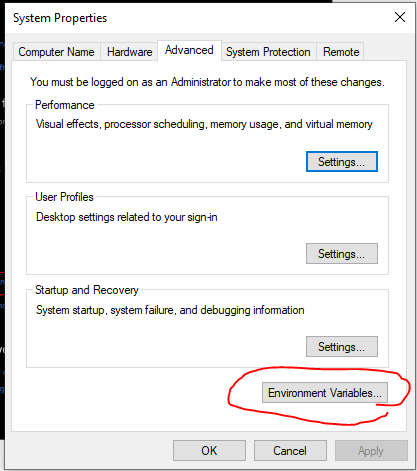 System Properties
Computer Name Hardware Advanced System Protection Remote
You must be logged on as an Administrator to make most of these changes.
Performance
Visual effects, processor scheduling, memory usage, and virtual memory
Settings...
User Profiles
Desktop settings related to your sign-in
Settings...
Startup and Recovery
System startup, system failure, and debugging information
Settings...
Environment Variables...
OK Cancel Apply